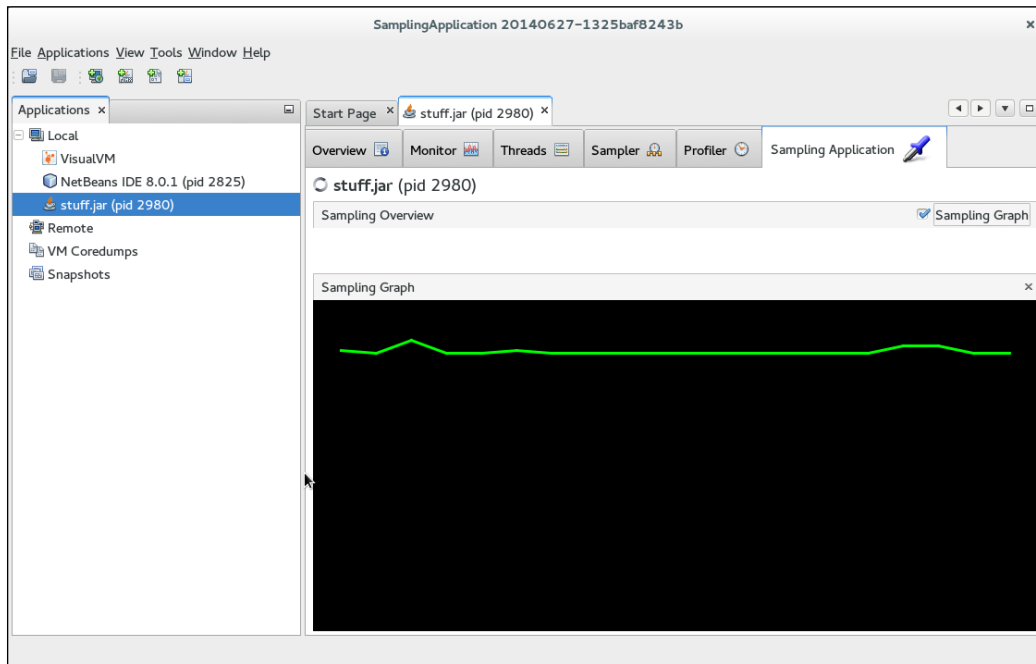 SamplingApplication 20140627-1325baf8243b
File Applications View Tools Window Help
Applications
Start Page
stuff.jar (pid 2980)
Local
VisualVM
NetBeans IDE 8.0.1 (pid 2825)
stuff.jar (pid 2980)
Remote
VM Coredumps
Snapshots
Overview Monitor Threads Sampler Profiler Sampling Application
stuff.jar (pid 2980)
Sampling Overview
Sampling Graph
Sampling Graph